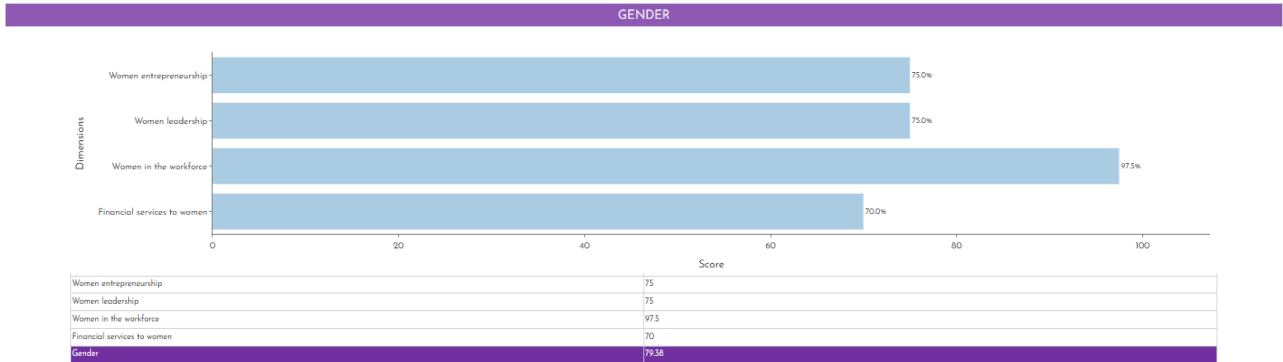 GENDER
Dimensions
Women entrepreneurship 75.0%
Women leadership 75.0%
Women in the workforce 97.5%
Financial services to women 70.0%
0 20 40 60 80 100
Score
Women entrepreneurship 75
Women leadership 75
Women in the workforce 97.5
Financial services to women 70
Gender 79.38